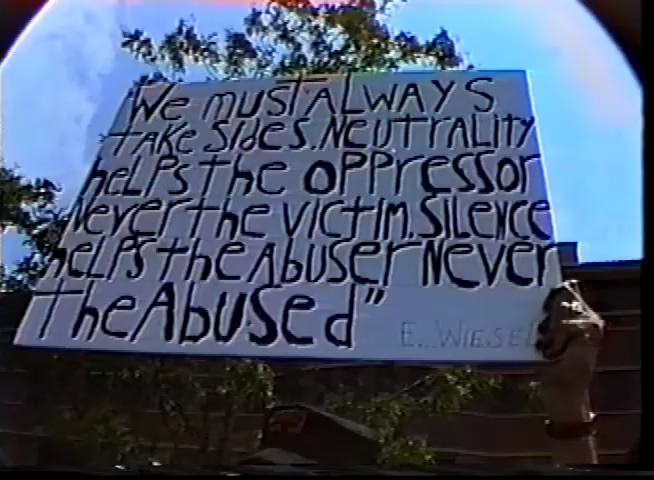 We must ALWAYS
take sides. Neutrality
helps the oppressor
Never the victim. Silence
helps the Abuser Never
the Abused"
E. Wiesel